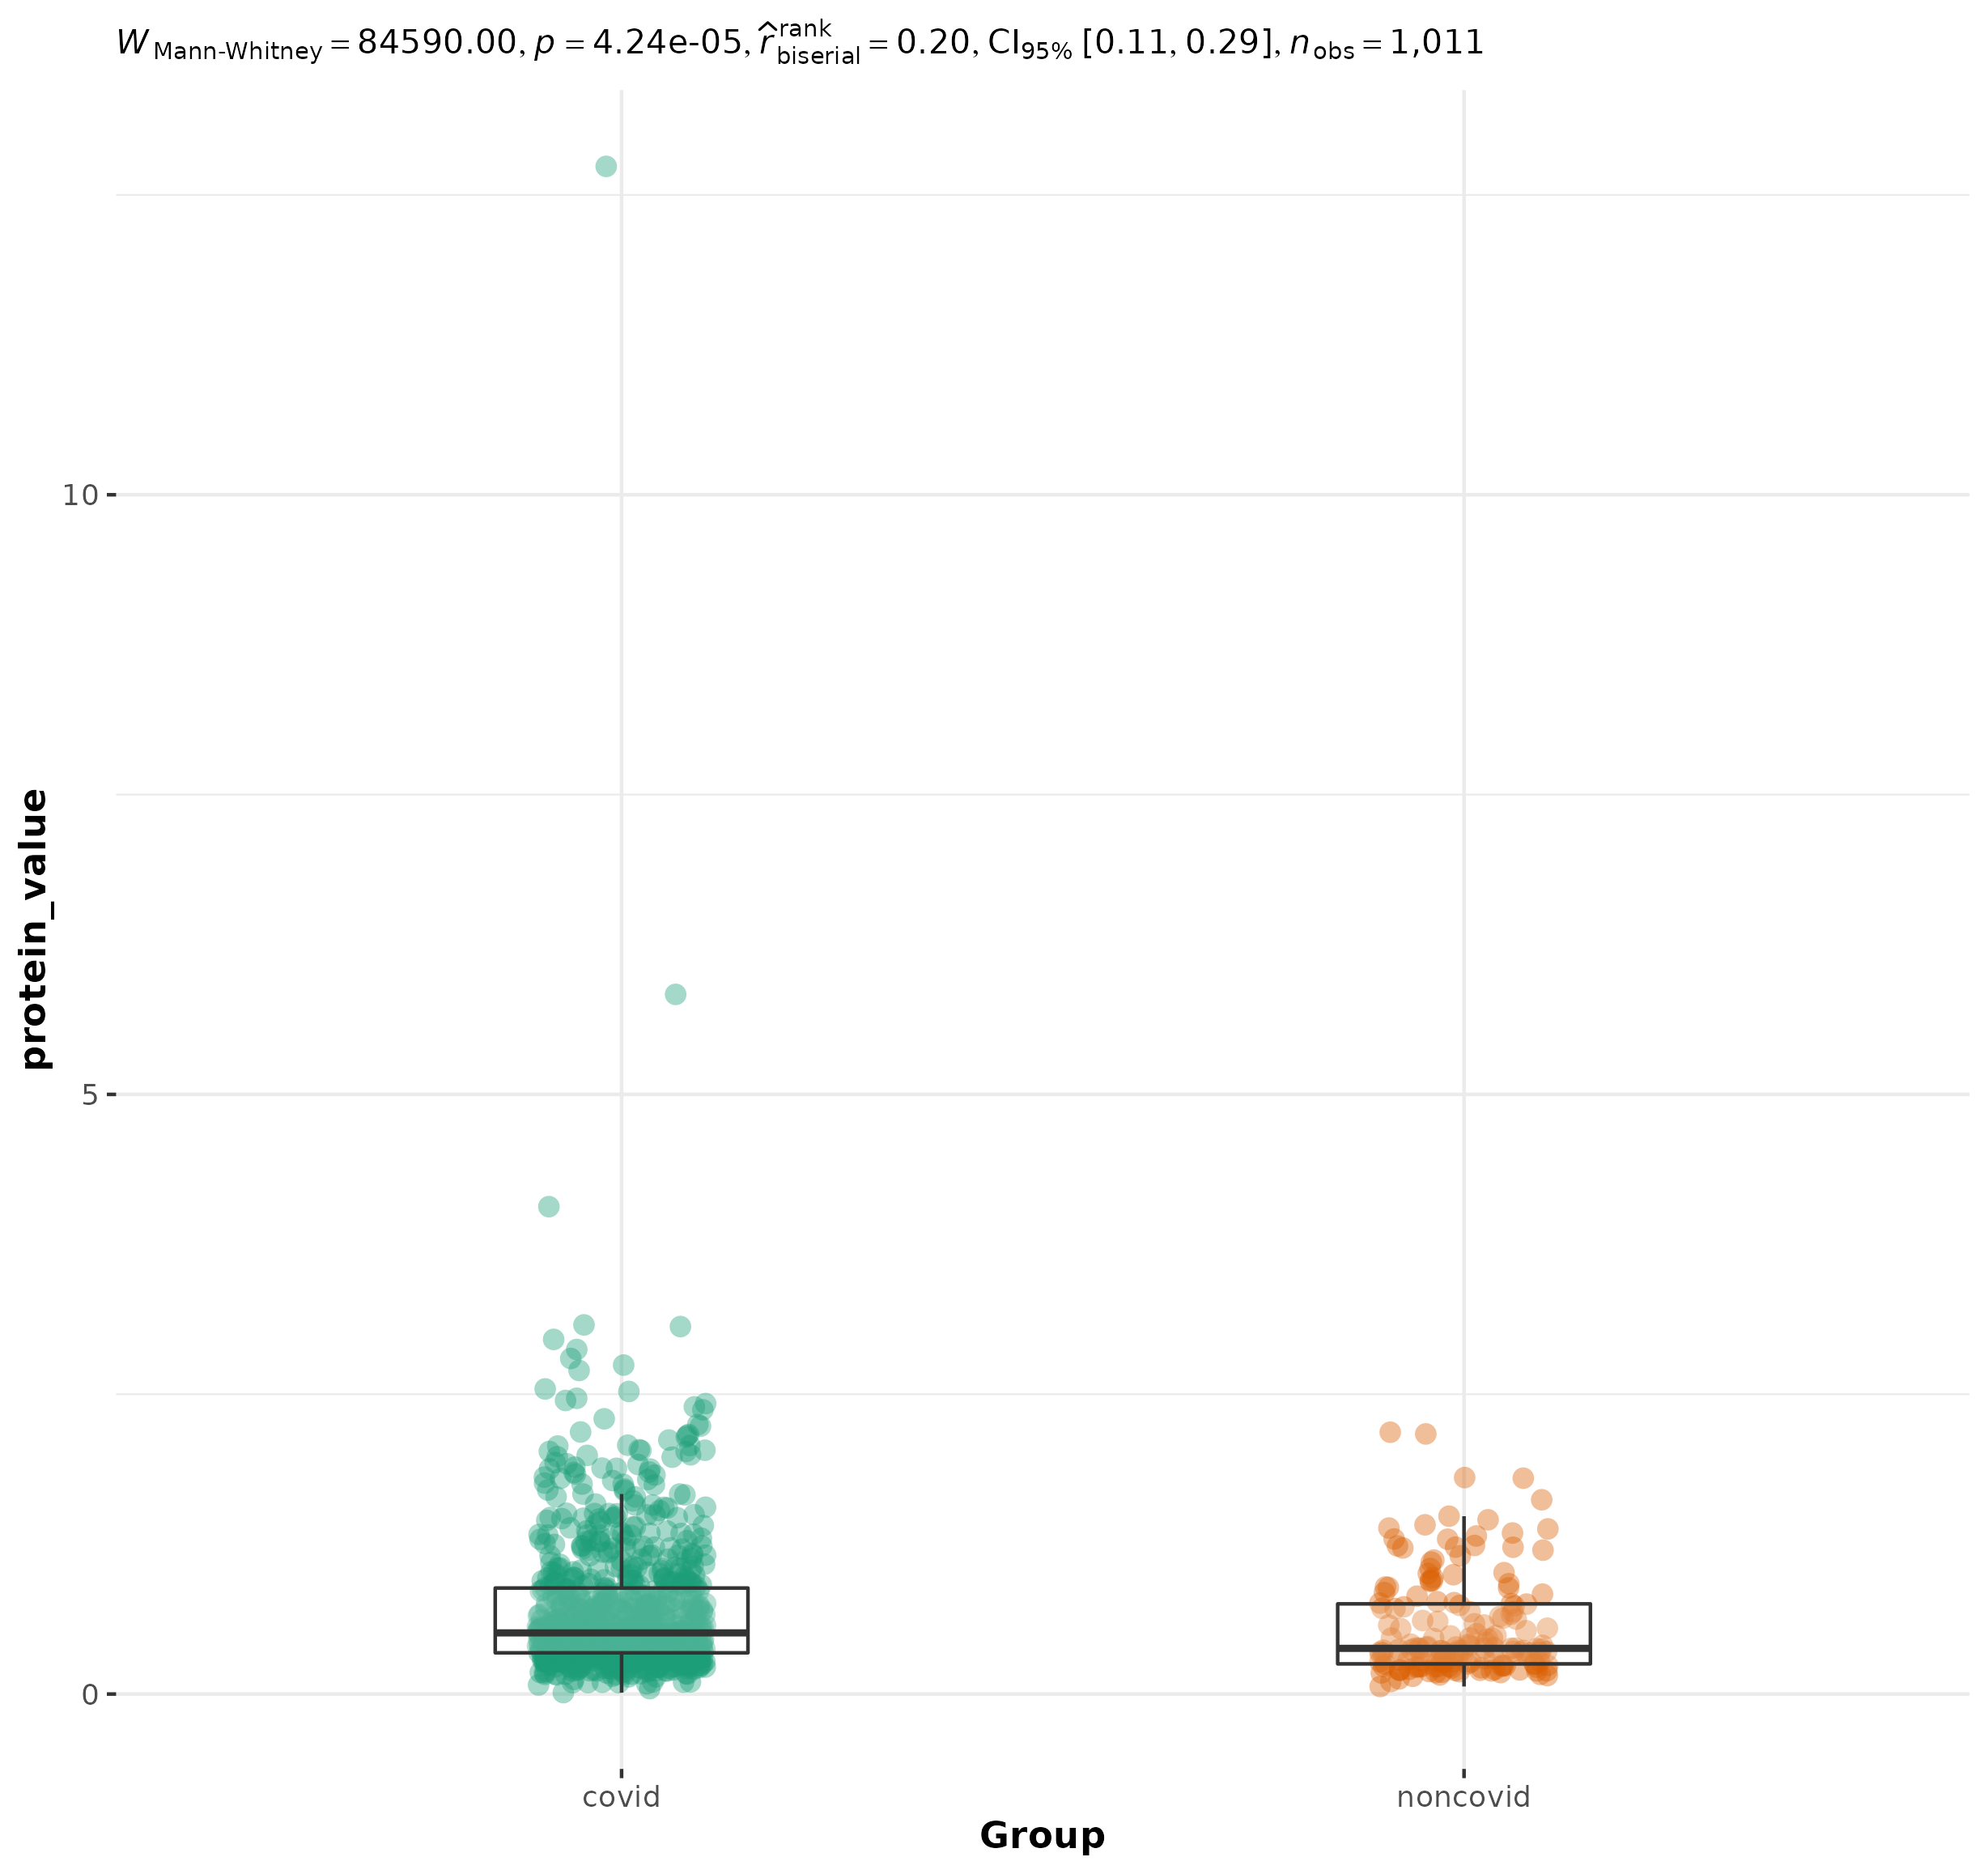 W Mann-Whitney = 84590.00, p = 4.24e-05, r̂ rank biserial = 0.20, CI95% [0.11, 0.29], n obs = 1,011
10
5
0
protein_value
covid
noncovid
Group